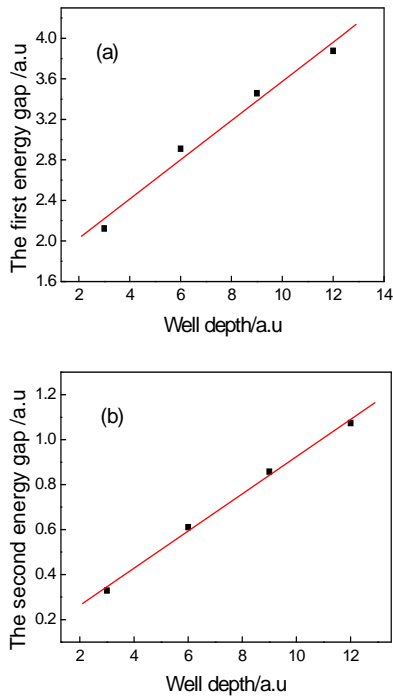 (a)
The first energy gap /a.u
4.0
3.6
3.2
2.8
2.4
2.0
1.6
2 4 6 8 10 12 14
Well depth/a.u
(b)
The second energy gap /a.u
1.2
1.0
0.8
0.6
0.4
0.2
2 4 6 8 10 12
Well depth/a.u